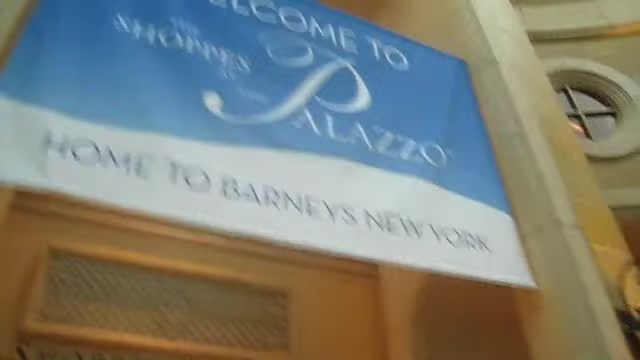 WELCOME TO
THE
SHOPPES
AT THE
PALAZZO
HOME TO BARNEYS NEW YORK